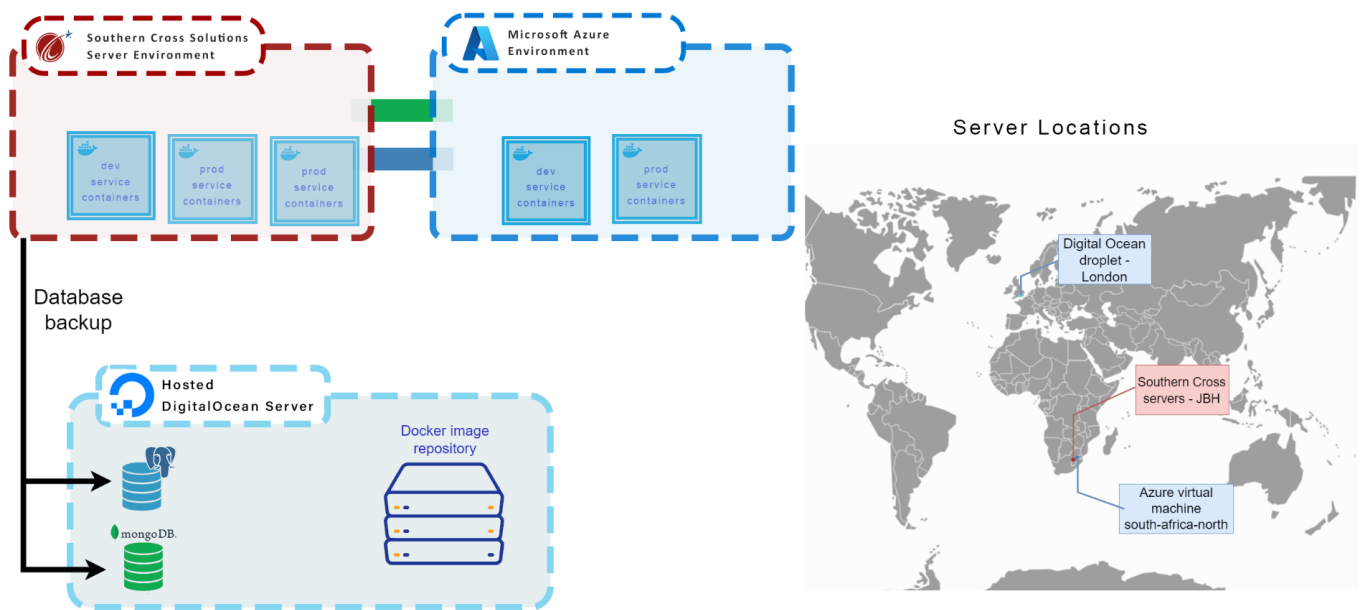 Southern Cross Solutions
Server Environment
Microsoft Azure
Environment
dev
service
containers
prod
service
containers
prod
service
containers
dev
service
containers
prod
service
containers
Database
backup
Hosted
DigitalOcean Server
Docker image
repository
mongoDB.
Server Locations
Digital Ocean
droplet -
London
Southern Cross
servers - JBH
Azure virtual
machine
south-africa-north